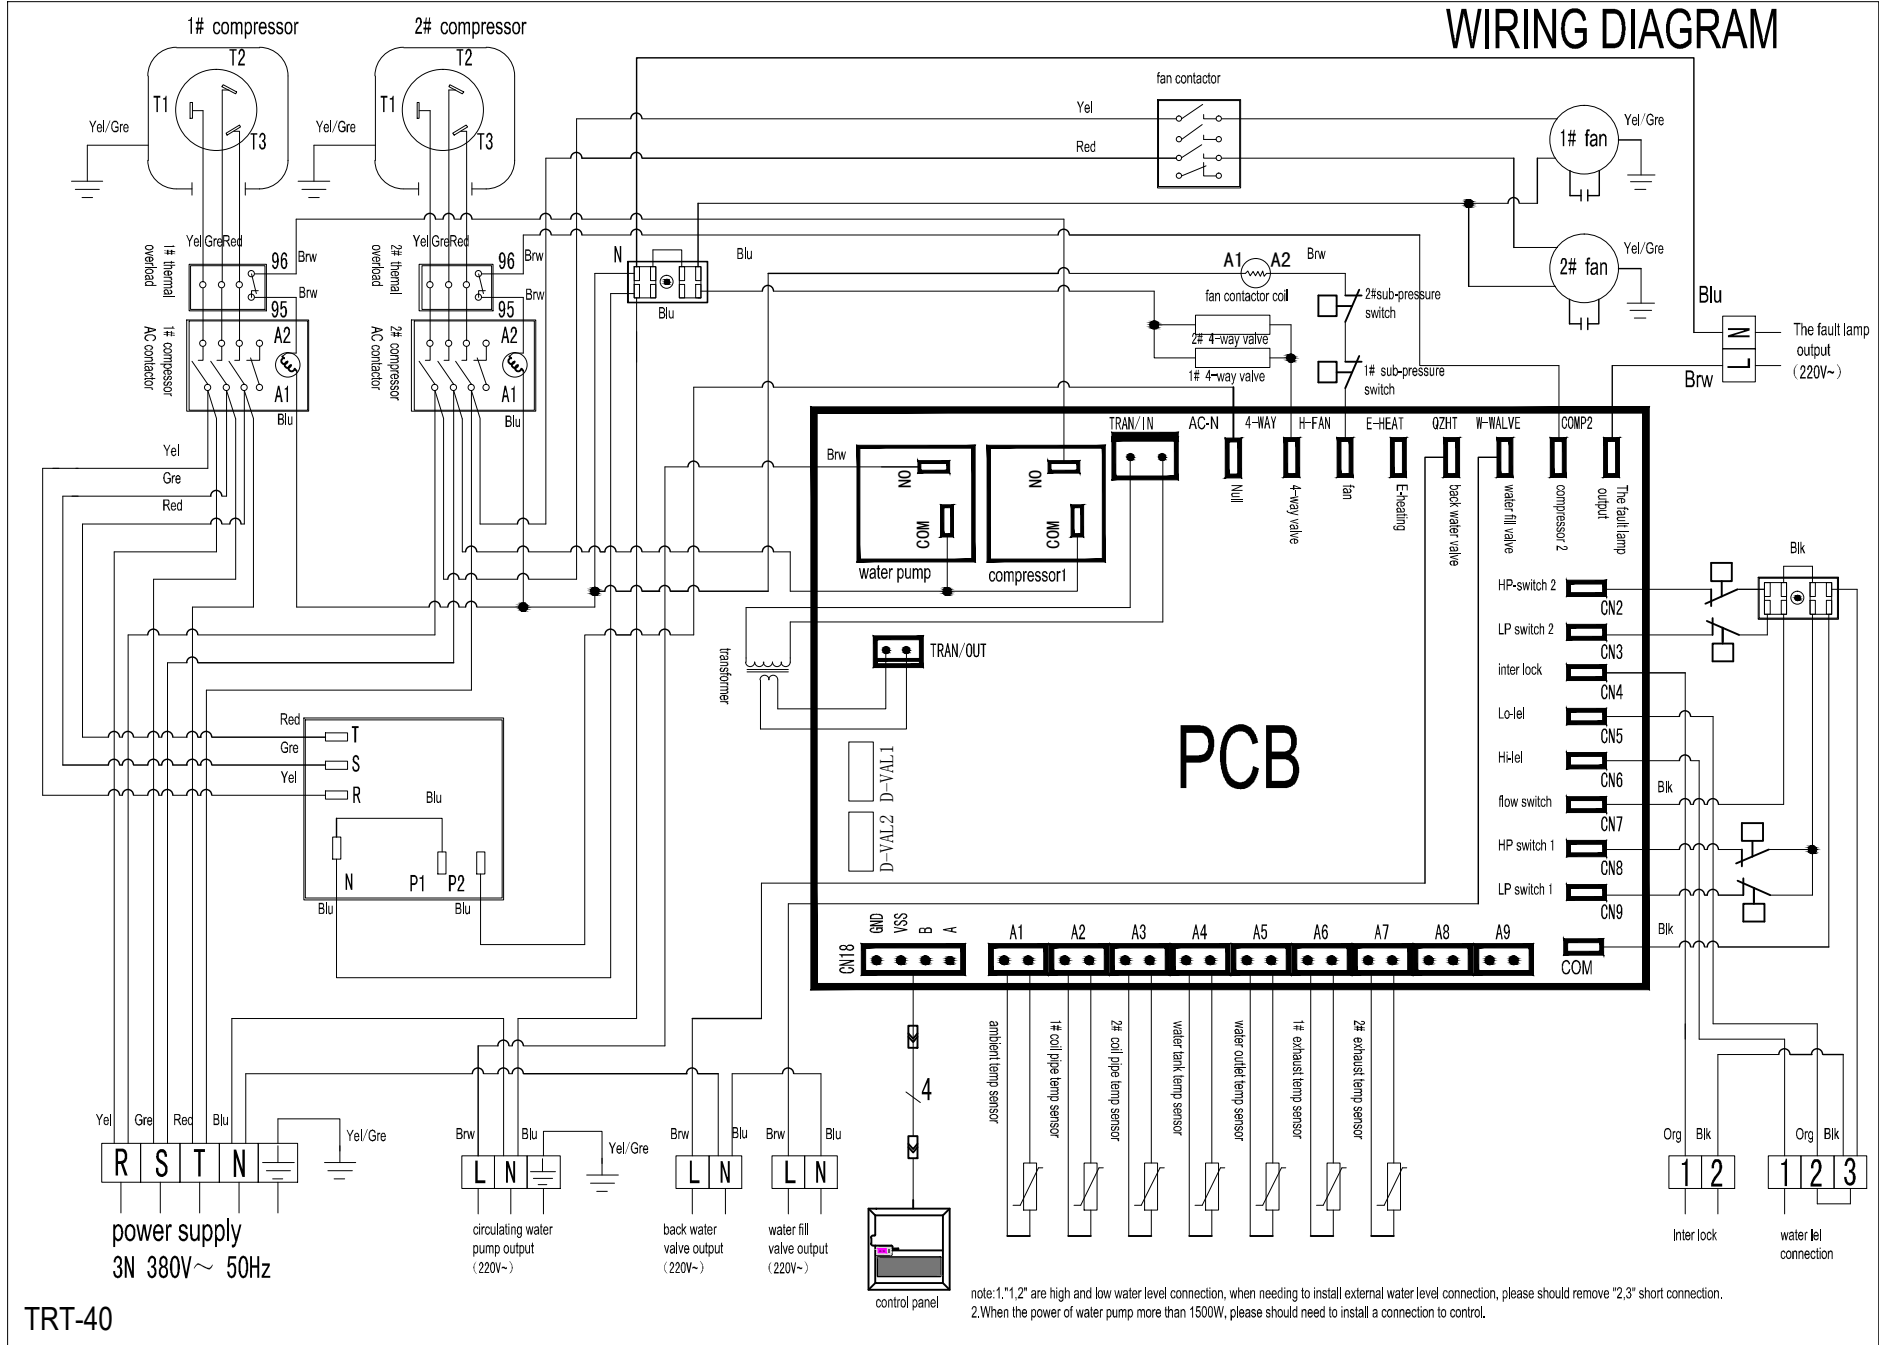 WIRING DIAGRAM
1# compressor
2# compressor
T2
T1
T3
Yel/Gre
T2
T1
T3
Yel/Gre
fan contactor
Yel
Red
1# fan
Yel/Gre
2# fan
Yel/Gre
1# thermal
overload
Yel
Gre
Red
96
Brw
Brw
95
2# thermal
overload
Yel
Gre
Red
96
Brw
Brw
95
N
Blu
Blu
A1
A2
Brw
fan contactor coil
2#sub-pressure
switch
2# 4-way valve
1# 4-way valve
1# sub-pressure
switch
Blu
N
L
Brw
The fault lamp
output
(220V~)
1# compessor
AC contactor
A2
A1
Blu
2# compressor
AC contactor
A2
A1
Blu
Yel
Gre
Red
Brw
TRAN/IN
AC-N
4-WAY
H-FAN
E-HEAT
QZHT
W-WALVE
COMP2
NO
COM
water pump
NO
COM
compressor1
Null
4-way valve
fan
E-heating
back water valve
water fill valve
compressor 2
The fault lamp
output
Blk
HP-switch 2
CN2
LP switch 2
CN3
inter lock
CN4
Lo-lel
CN5
Hi-lel
CN6
Blk
flow switch
CN7
HP switch 1
CN8
LP switch 1
CN9
Blk
COM
transformer
TRAN/OUT
PCB
D-VAL1
D-VAL2
Red
T
Gre
S
Yel
R
Blu
N
P1
P2
Blu
Blu
GND
VSS
B
A
CN18
A1
A2
A3
A4
A5
A6
A7
A8
A9
ambient temp sensor
1# coil pipe temp sensor
2# coil pipe temp sensor
water tank temp sensor
water outlet temp sensor
1# exhaust temp sensor
2# exhaust temp sensor
4
Yel
Gre
Red
Blu
Yel/Gre
R
S
T
N
power supply
3N 380V~ 50Hz
Brw
Blu
Yel/Gre
L
N
circulating water
pump output
(220V~)
Brw
Blu
L
N
back water
valve output
(220V~)
Brw
Blu
L
N
water fill
valve output
(220V~)
control panel
Org
Blk
1
2
Inter lock
Org
Blk
1
2
3
water lel
connection
note:1."1,2" are high and low water level connection, when needing to install external water level connection, please should remove "2,3" short connection.
2.When the power of water pump more than 1500W, please should need to install a connection to control.
TRT-40